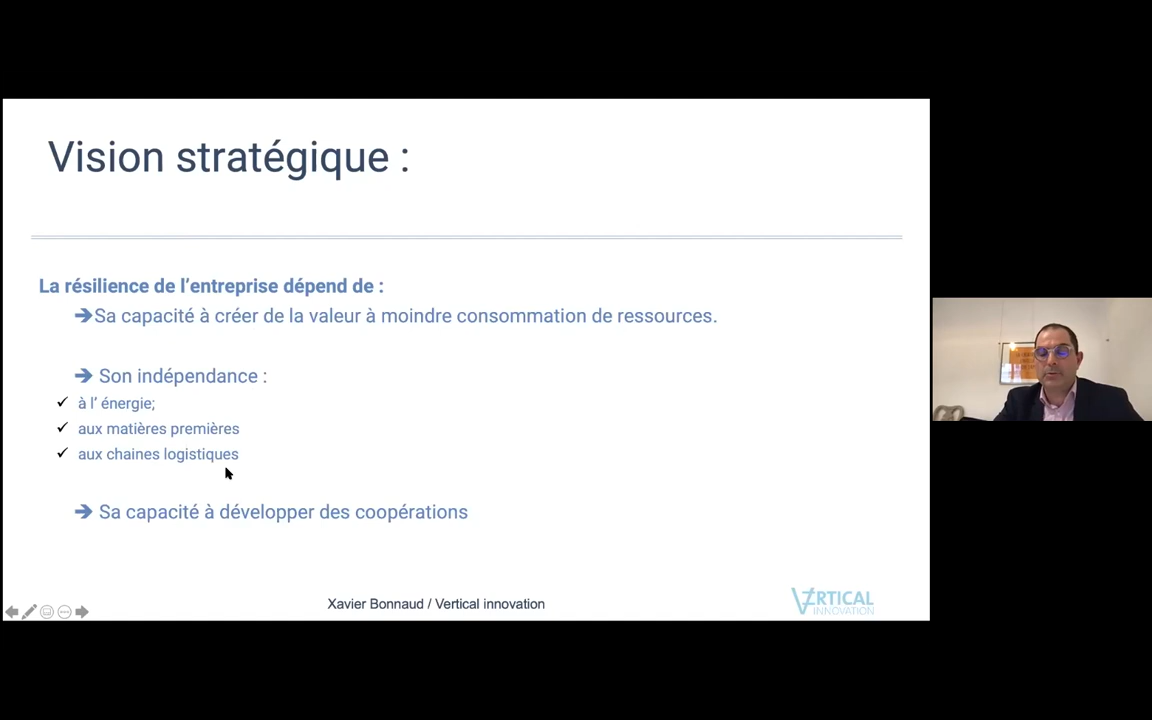 Vision stratégique :
La résilience de l’entreprise dépend de :
➔Sa capacité à créer de la valeur à moindre consommation de ressources.
➔ Son indépendance :
✓ à l’ énergie;
✓ aux matières premières
✓ aux chaines logistiques
➔ Sa capacité à développer des coopérations
Xavier Bonnaud / Vertical innovation
VERTICAL
INNOVATION